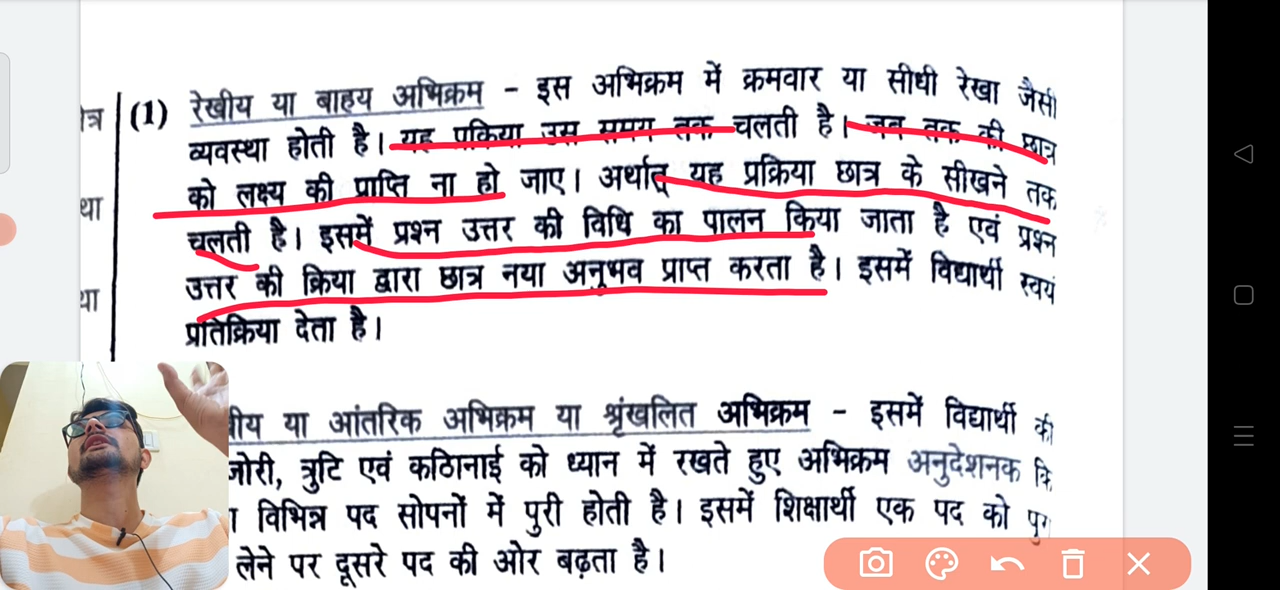 त्र
(1) रेखीय या बाहय अभिक्रम - इस अभिक्रम में क्रमवार या सीधी रेखा जैसी
व्यवस्था होती है। यह प्रकिया उस समय तक चलती है। जब तक की छात्र
था को लक्ष्य की प्राप्ति ना हो जाए। अर्थात् यह प्रक्रिया छात्र के सीखने तक
चलती है। इसमें प्रश्न उत्तर की विधि का पालन किया जाता है एवं प्रश्न
था उत्तर की क्रिया द्वारा छात्र नया अनुभव प्राप्त करता है। इसमें विद्यार्थी स्वयं
प्रतिक्रिया देता है।
या आंतरिक अभिक्रम या श्रृंखलित अभिक्रम - इसमें विद्यार्थी की
त्रुटि एवं कठिानाई को ध्यान में रखते हुए अभिक्रम अनुदेशनक
विभिन्न पद सोपनों में पुरी होती है। इसमें शिक्षार्थी एक पद को
लेने पर दूसरे पद की ओर बढ़ता है।